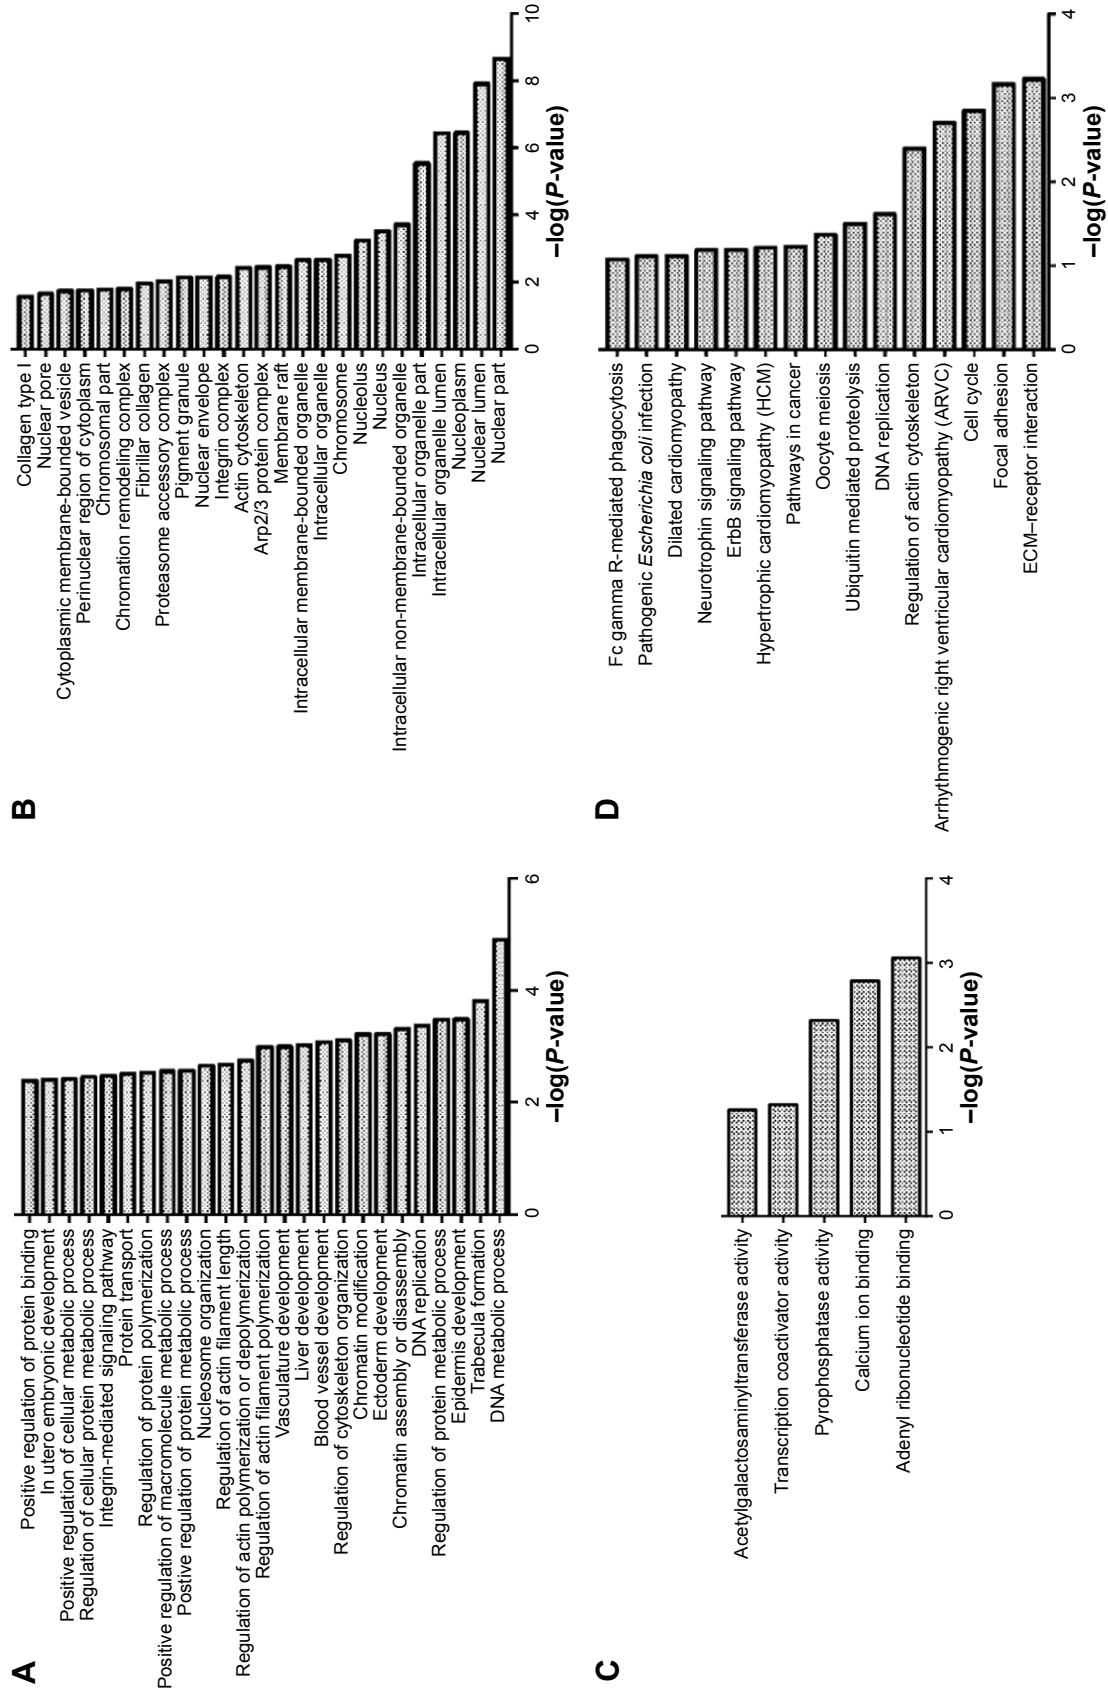 A
Positive regulation of protein binding
In utero embryonic development
Positive regulation of cellular metabolic process
Regulation of cellular protein metabolic process
Integrin-mediated signaling pathway
Protein transport
Regulation of protein polymerization
Positive regulation of macromolecule metabolic process
Postive regulation of protein metabolic process
Nucleosome organization
Regulation of actin filament length
Regulation of actin polymerization or depolymerization
Regulation of actin filament polymerization
Vasculature development
Liver development
Blood vessel development
Regulation of cytoskeleton organization
Chromatin modification
Ectoderm development
Chromatin assembly or disassembly
DNA replication
Regulation of protein metabolic process
Epidermis development
Trabecula formation
DNA metabolic process
0 2 4 6
–log(P-value)
B
Collagen type I
Nuclear pore
Cytoplasmic membrane-bounded vesicle
Perinuclear region of cytoplasm
Chromosomal part
Chromation remodeling complex
Fibrillar collagen
Proteasome accessory complex
Pigment granule
Nuclear envelope
Integrin complex
Actin cytoskeleton
Arp2/3 protein complex
Membrane raft
Intracellular membrane-bounded organelle
Intracellular organelle
Chromosome
Nucleolus
Nucleus
Intracellular non-membrane-bounded organelle
Intracellular organelle part
Intracellular organelle lumen
Nucleoplasm
Nuclear lumen
Nuclear part
0 2 4 6 8 10
–log(P-value)
C
Acetylgalactosaminyltransferase activity
Transcription coactivator activity
Pyrophosphatase activity
Calcium ion binding
Adenyl ribonucleotide binding
0 1 2 3 4
–log(P-value)
D
Fc gamma R-mediated phagocytosis
Pathogenic Escherichia coli infection
Dilated cardiomyopathy
Neurotrophin signaling pathway
ErbB signaling pathway
Hypertrophic cardiomyopathy (HCM)
Pathways in cancer
Oocyte meiosis
Ubiquitin mediated proteolysis
DNA replication
Regulation of actin cytoskeleton
Arrhythmogenic right ventricular cardiomyopathy (ARVC)
Cell cycle
Focal adhesion
ECM–receptor interaction
0 1 2 3 4
–log(P-value)